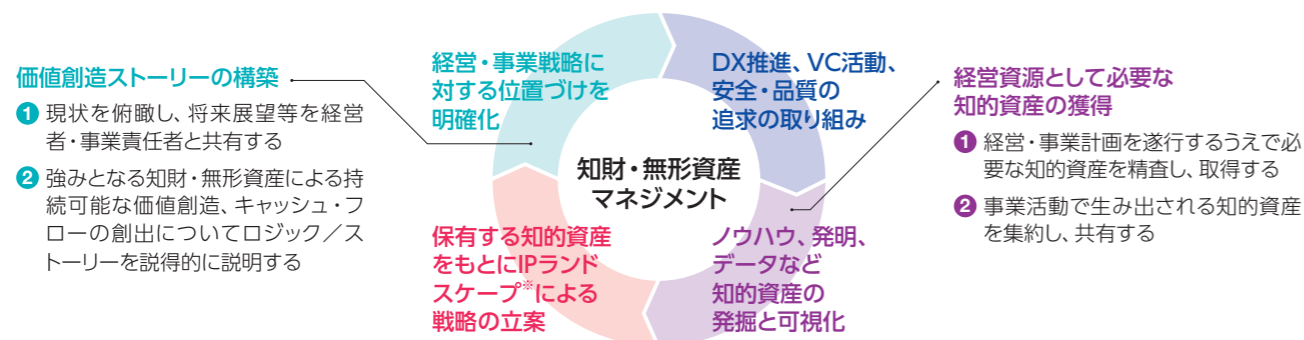 価値創造ストーリーの構築
❶ 現状を俯瞰し、将来展望等を経営
者・事業責任者と共有する
❷ 強みとなる知財・無形資産による持
続可能な価値創造、キャッシュ・フ
ローの創出についてロジック／ス
トーリーを説得的に説明する
経営・事業戦略に
対する位置づけを
明確化
DX推進、VC活動、
安全・品質の
追求の取り組み
知財・無形資産
マネジメント
保有する知的資産
をもとにIPランド
スケープ※による
戦略の立案
ノウハウ、発明、
データなど
知的資産の
発掘と可視化
経営資源として必要な
知的資産の獲得
❶ 経営・事業計画を遂行するうえで必
要な知的資産を精査し、取得する
❷ 事業活動で生み出される知的資産
を集約し、共有する